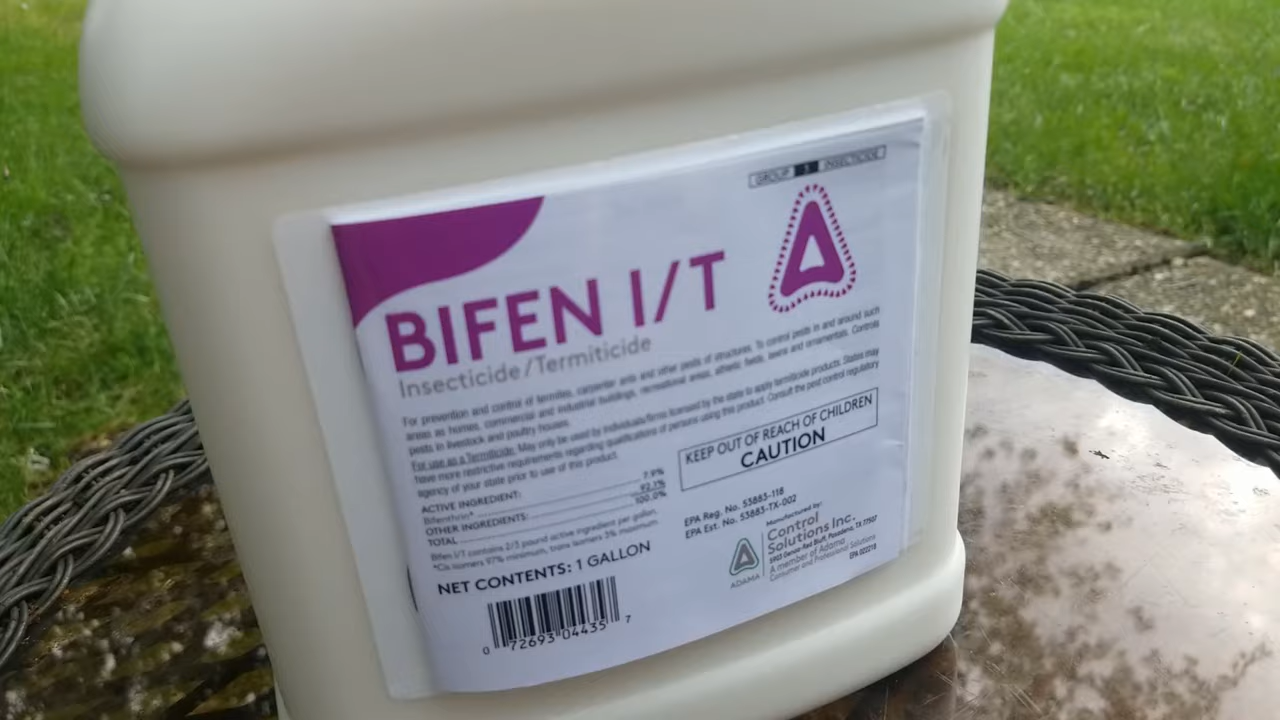 GROUP 3 INSECTICIDE
BIFEN I/T
Insecticide/Termiticide
For prevention and control of termites, carpenter ants and other pests of structures. To control pests in and around such
areas as homes, commercial and industrial buildings, recreational areas, athletic fields, lawns and ornamentals. Controls
pests in livestock and poultry houses.
For use as a Termiticide: May only be used by individuals/firms licensed by the state to apply termiticide products. States may
have more restrictive requirements regarding qualifications of persons using this product. Consult the pest control regulatory
agency of your state prior to use of this product.
ACTIVE INGREDIENT:
Bifenthrin* 7.9%
OTHER INGREDIENTS: 92.1%
TOTAL 100.0%
Bifen I/T contains 2/3 pound active ingredient per gallon.
*Cis isomers 97% minimum, trans isomers 3% maximum
NET CONTENTS: 1 GALLON
0 72693 04435 7
KEEP OUT OF REACH OF CHILDREN
CAUTION
EPA Reg. No. 53883-118
EPA Est. No. 53883-TX-002
ADAMA
Manufactured by:
Control
Solutions Inc.
5903 Genoa-Red Bluff, Pasadena, TX 77507
A member of Adama
Consumer and Professional Solutions
EPA 022218